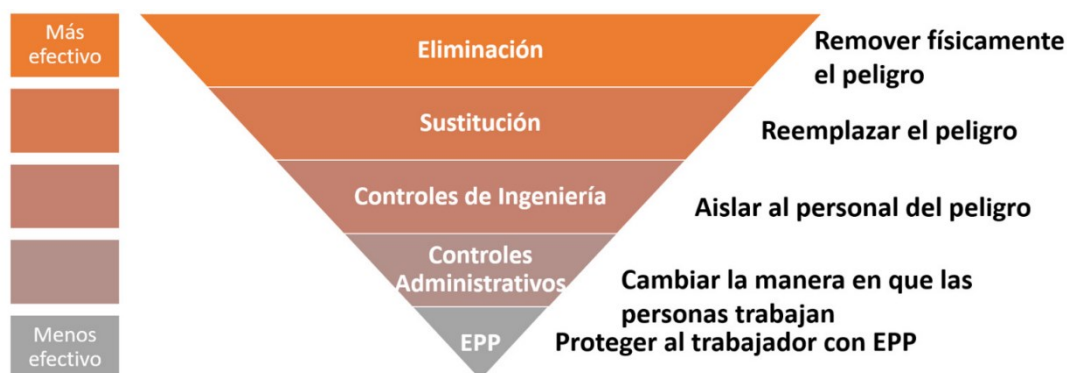 Más
efectivo
Eliminación
Remover físicamente
el peligro
Sustitución
Reemplazar el peligro
Controles de Ingeniería
Aislar al personal del peligro
Controles
Administrativos
Cambiar la manera en que las
personas trabajan
Menos
efectivo
EPP
Proteger al trabajador con EPP